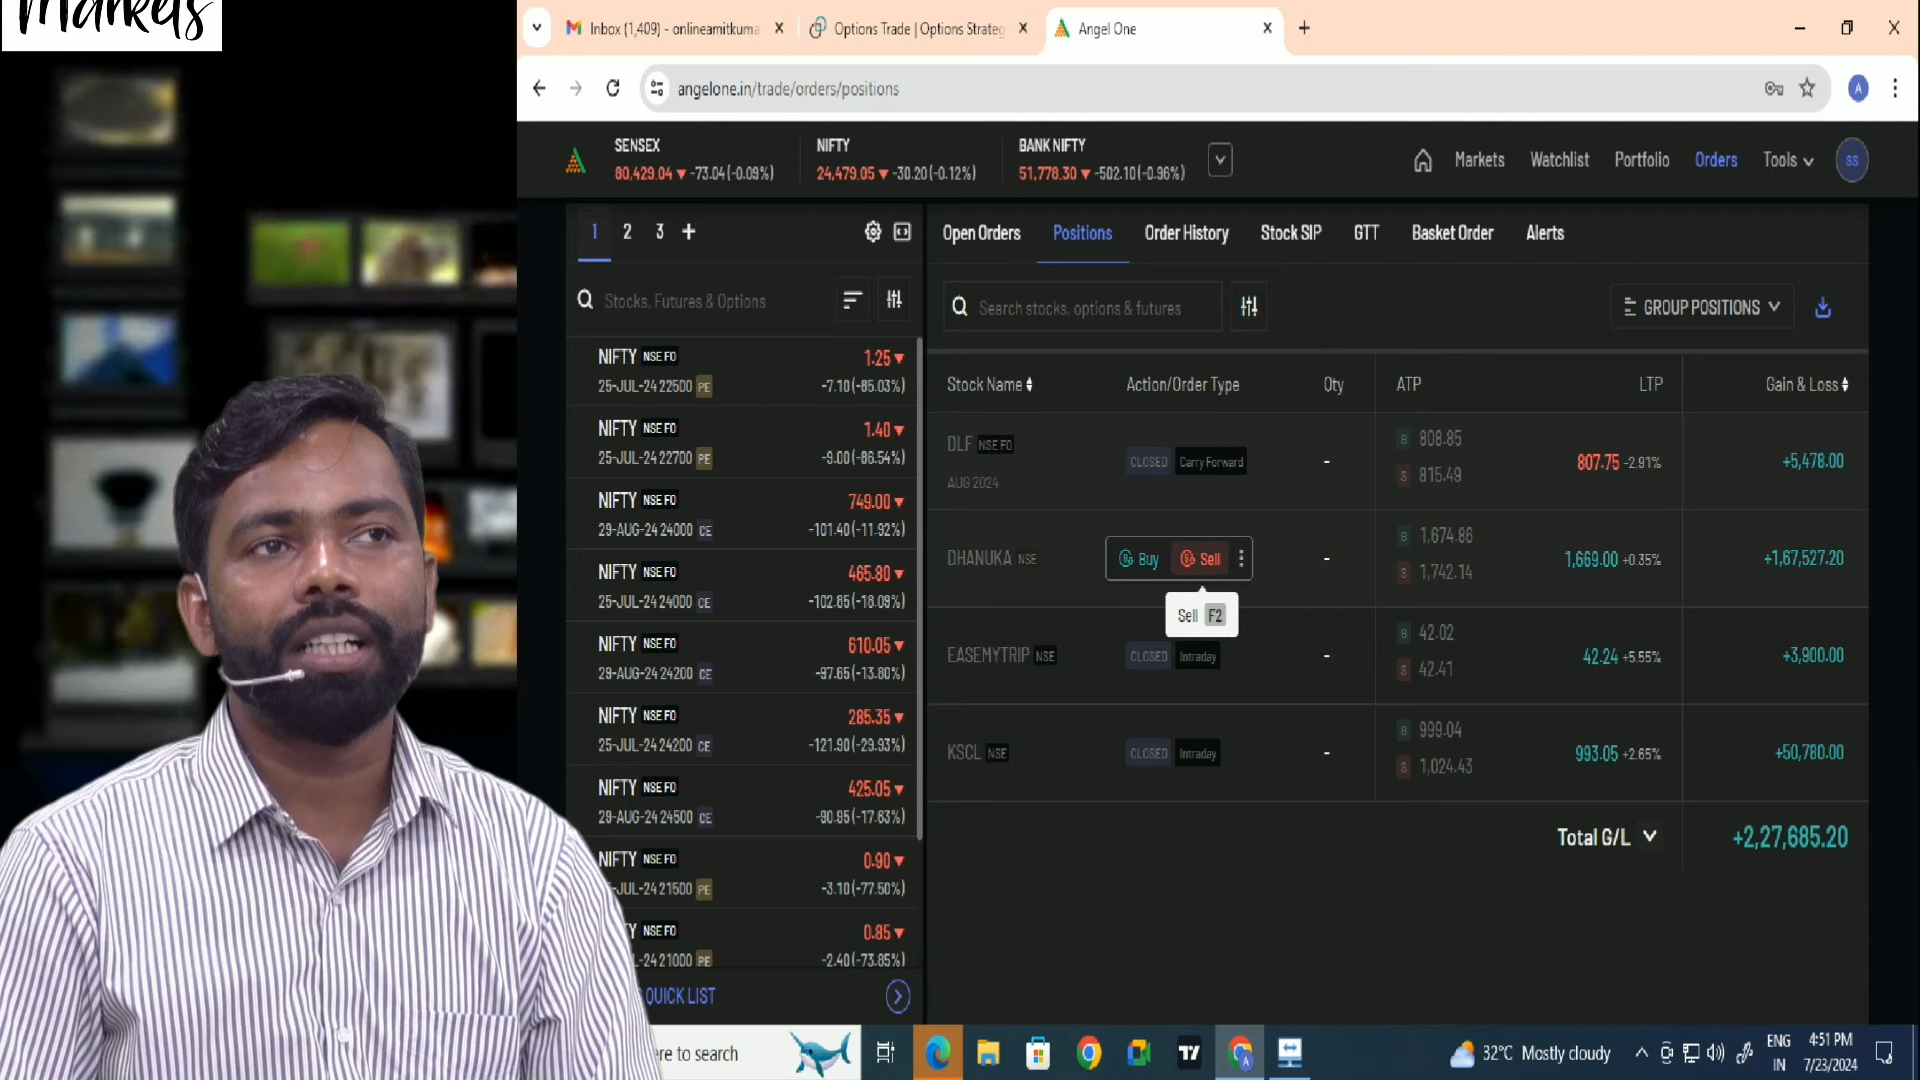 Markets
Inbox (1,409) - onlineamitkuma
Options Trade | Options Strateg
Angel One
angelone.in/trade/orders/positions
A
SENSEX
80,429.04 ▼ -73.04(-0.09%)
NIFTY
24,479.05 ▼ -30.20(-0.12%)
BANK NIFTY
51,778.30 ▼ -502.10(-0.96%)
Markets
Watchlist
Portfolio
Orders
Tools
SS
1 2 3 +
Stocks, Futures & Options
NIFTY NSE FO 1.25▼
25-JUL-24 22500 PE -7.10(-85.03%)
NIFTY NSE FO 1.40▼
25-JUL-24 22700 PE -9.00(-86.54%)
NIFTY NSE FO 749.00▼
29-AUG-24 24000 CE -101.40(-11.92%)
NIFTY NSE FO 465.80▼
25-JUL-24 24000 CE -102.85(-18.09%)
NIFTY NSE FO 610.05▼
29-AUG-24 24200 CE -97.65(-13.80%)
NIFTY NSE FO 285.35▼
25-JUL-24 24200 CE -121.90(-29.93%)
NIFTY NSE FO 425.05▼
29-AUG-24 24500 CE -90.95(-17.63%)
NIFTY NSE FO 0.90▼
-JUL-24 21500 PE -3.10(-77.50%)
Y NSE FO 0.85▼
L-24 21000 PE -2.40(-73.85%)
QUICK LIST
Open Orders
Positions
Order History
Stock SIP
GTT
Basket Order
Alerts
Search stocks, options & futures
GROUP POSITIONS
Stock Name Action/Order Type Qty ATP LTP Gain & Loss
DLF NSE FO CLOSED Carry Forward - B 808.85 807.75 -2.91% +5,478.00
AUG 2024 S 815.49
DHANUKA NSE Buy Sell - B 1,674.86 1,669.00 +0.35% +1,67,527.20
S 1,742.14
Sell F2
EASEMYTRIP NSE CLOSED Intraday - B 42.02 42.24 +5.55% +3,900.00
S 42.41
KSCL NSE CLOSED Intraday - B 999.04 993.05 +2.65% +50,780.00
S 1,024.43
Total G/L +2,27,685.20
ere to search
32°C Mostly cloudy
ENG
IN
4:51 PM
7/23/2024